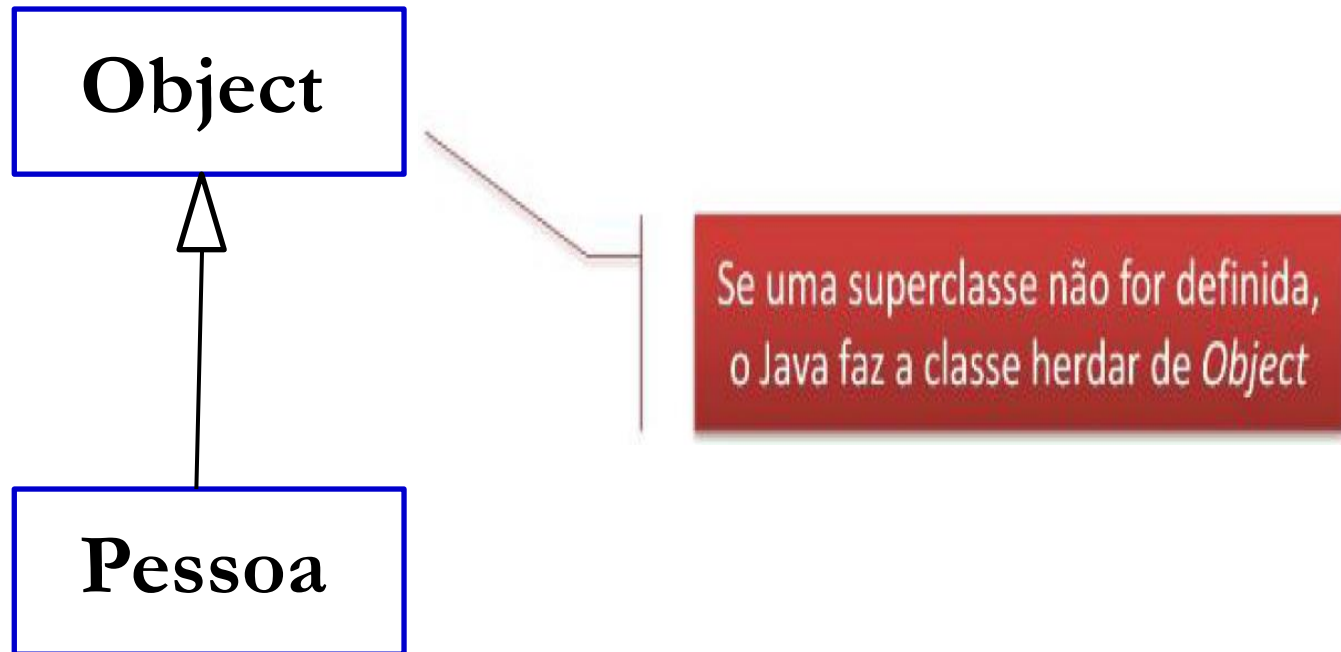 Object
Se uma superclasse não for definida,
o Java faz a classe herdar de Object
Pessoa